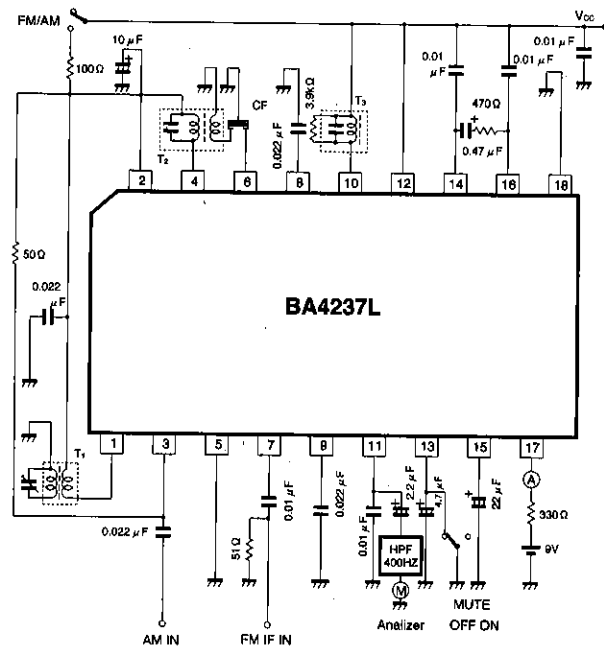 FM/AM
Vcc
10 μF
100Ω
0.01 μF
0.01 μF
0.01 μF
CF
3.9kΩ
T3
470Ω
0.022 μF
0.47 μF
T2
2
4
6
8
10
12
14
16
18
50Ω
0.022 μF
BA4237L
T1
1
3
5
7
9
11
13
15
17
0.022 μF
0.01 μF
51Ω
0.022 μF
0.01 μF
2.2 μF
4.7 μF
22 μF
A
330Ω
9V
HPF
400HZ
M
Analizer
MUTE
OFF ON
AM IN
FM IF IN